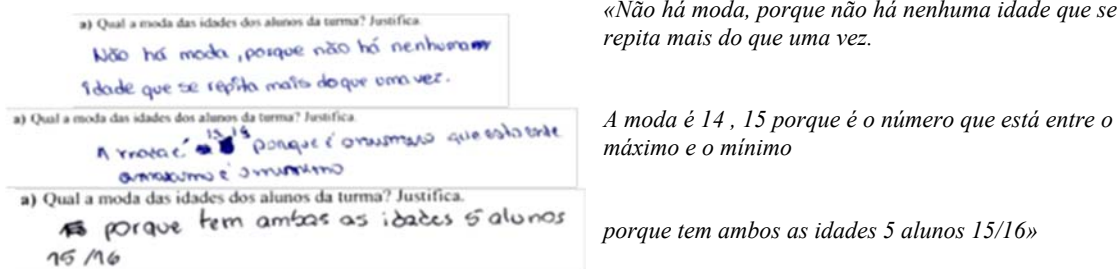 a) Qual a moda das idades dos alunos da turma? Justifica.
Não há moda, porque não há nenhuma
idade que se repita mais do que uma vez.
«Não há moda, porque não há nenhuma idade que se
repita mais do que uma vez.
a) Qual a moda das idades dos alunos da turma? Justifica.
A moda é porque é o número que está entre
o maximo e o minimo
A moda é 14 , 15 porque é o número que está entre o
máximo e o mínimo
a) Qual a moda das idades dos alunos da turma? Justifica.
porque tem ambas as idades 5 alunos
15/16
porque tem ambos as idades 5 alunos 15/16»